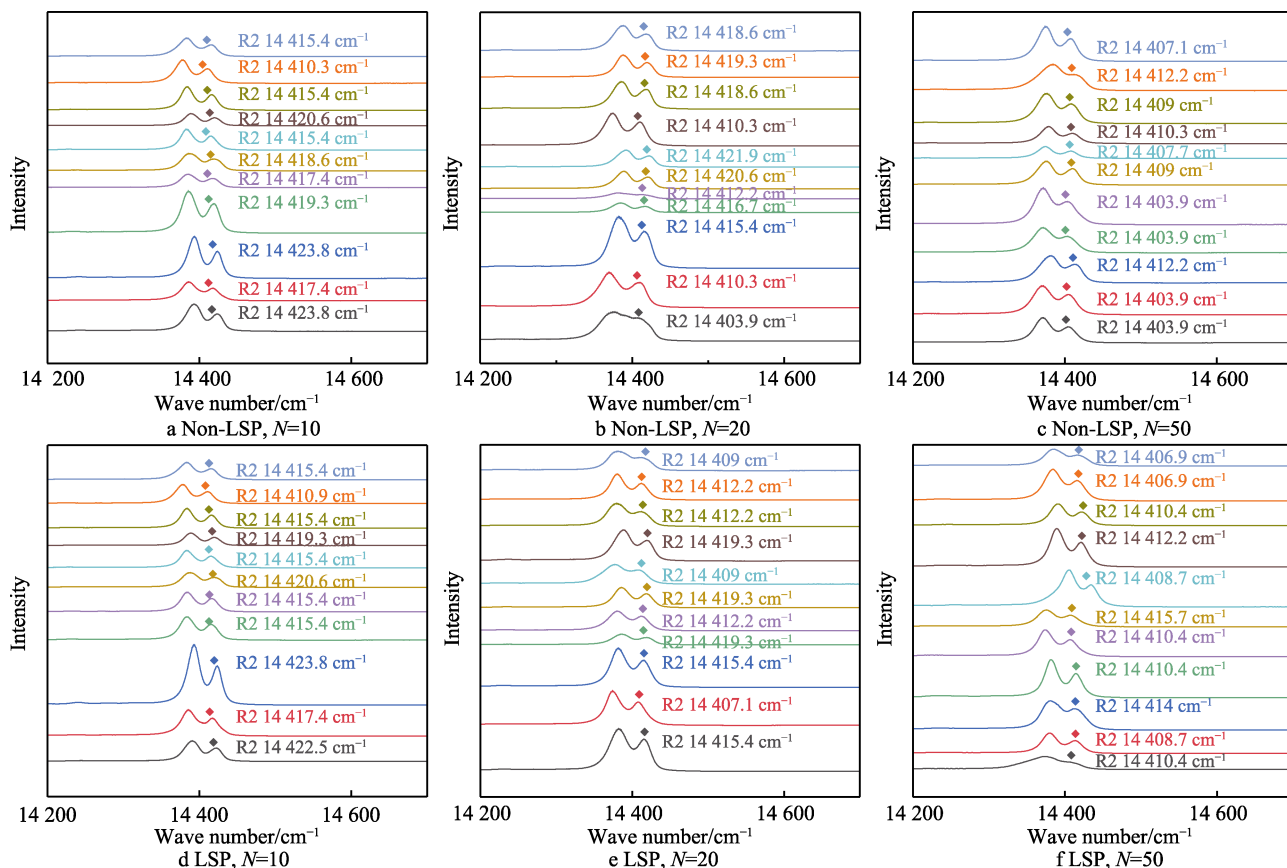 Intensity
R2 14 415.4 cm⁻¹
R2 14 410.3 cm⁻¹
R2 14 415.4 cm⁻¹
R2 14 420.6 cm⁻¹
R2 14 415.4 cm⁻¹
R2 14 418.6 cm⁻¹
R2 14 417.4 cm⁻¹
R2 14 419.3 cm⁻¹
R2 14 423.8 cm⁻¹
R2 14 417.4 cm⁻¹
R2 14 423.8 cm⁻¹
14 200 14 400 14 600
Wave number/cm⁻¹
a Non-LSP, N=10
Intensity
R2 14 418.6 cm⁻¹
R2 14 419.3 cm⁻¹
R2 14 418.6 cm⁻¹
R2 14 410.3 cm⁻¹
R2 14 421.9 cm⁻¹
R2 14 420.6 cm⁻¹
R2 14 412.2 cm⁻¹
R2 14 416.7 cm⁻¹
R2 14 415.4 cm⁻¹
R2 14 410.3 cm⁻¹
R2 14 403.9 cm⁻¹
14 200 14 400 14 600
Wave number/cm⁻¹
b Non-LSP, N=20
Intensity
R2 14 407.1 cm⁻¹
R2 14 412.2 cm⁻¹
R2 14 409 cm⁻¹
R2 14 410.3 cm⁻¹
R2 14 407.7 cm⁻¹
R2 14 409 cm⁻¹
R2 14 403.9 cm⁻¹
R2 14 403.9 cm⁻¹
R2 14 412.2 cm⁻¹
R2 14 403.9 cm⁻¹
R2 14 403.9 cm⁻¹
14 200 14 400 14 600
Wave number/cm⁻¹
c Non-LSP, N=50
Intensity
R2 14 415.4 cm⁻¹
R2 14 410.9 cm⁻¹
R2 14 415.4 cm⁻¹
R2 14 419.3 cm⁻¹
R2 14 415.4 cm⁻¹
R2 14 420.6 cm⁻¹
R2 14 415.4 cm⁻¹
R2 14 415.4 cm⁻¹
R2 14 423.8 cm⁻¹
R2 14 417.4 cm⁻¹
R2 14 422.5 cm⁻¹
14 200 14 400 14 600
Wave number/cm⁻¹
d LSP, N=10
Intensity
R2 14 409 cm⁻¹
R2 14 412.2 cm⁻¹
R2 14 412.2 cm⁻¹
R2 14 419.3 cm⁻¹
R2 14 409 cm⁻¹
R2 14 419.3 cm⁻¹
R2 14 412.2 cm⁻¹
R2 14 419.3 cm⁻¹
R2 14 415.4 cm⁻¹
R2 14 407.1 cm⁻¹
R2 14 415.4 cm⁻¹
14 200 14 400 14 600
Wave number/cm⁻¹
e LSP, N=20
Intensity
R2 14 406.9 cm⁻¹
R2 14 406.9 cm⁻¹
R2 14 410.4 cm⁻¹
R2 14 412.2 cm⁻¹
R2 14 408.7 cm⁻¹
R2 14 415.7 cm⁻¹
R2 14 410.4 cm⁻¹
R2 14 410.4 cm⁻¹
R2 14 414 cm⁻¹
R2 14 408.7 cm⁻¹
R2 14 410.4 cm⁻¹
14 200 14 400 14 600
Wave number/cm⁻¹
f LSP, N=50